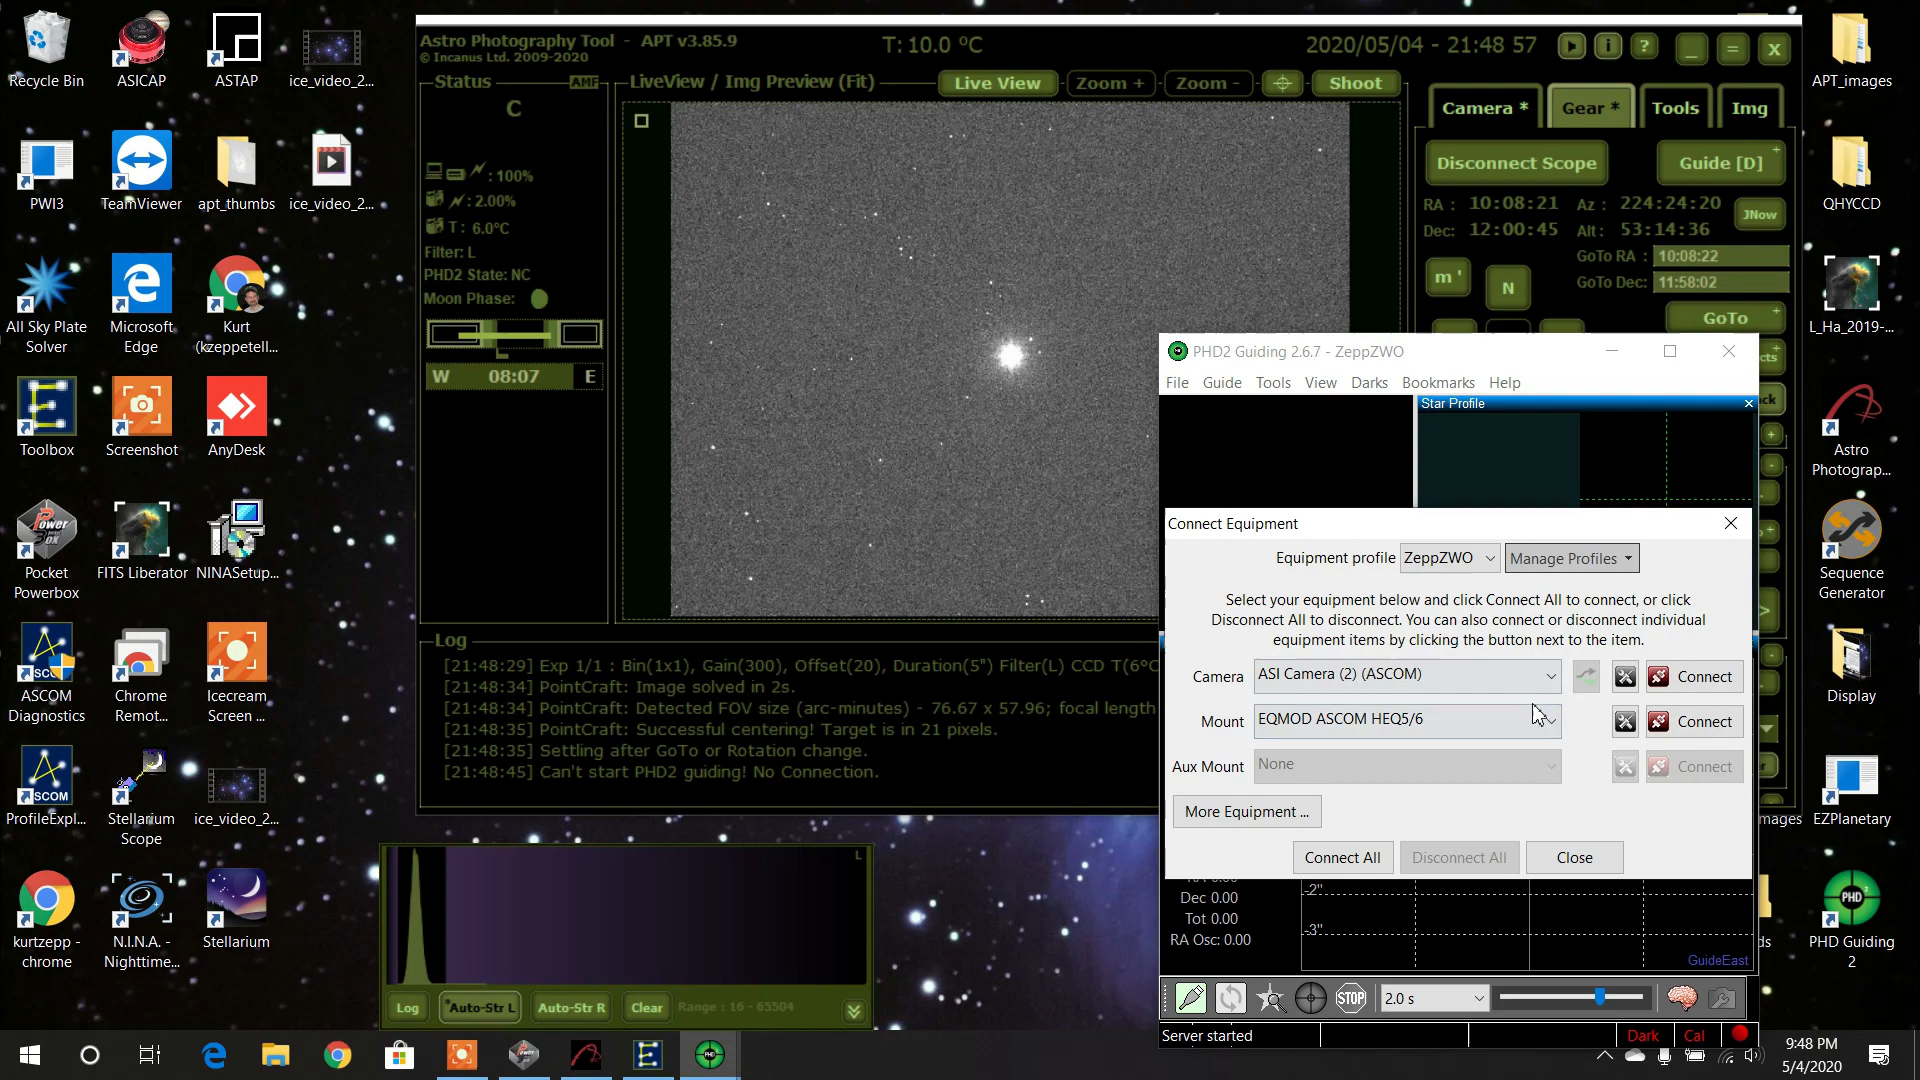 Recycle Bin
ASICAP
ASTAP
ice_video_2...
PWI3
TeamViewer
apt_thumbs
ice_video_2...
All Sky Plate
Solver
Microsoft
Edge
Kurt
(kzeppetell...
Toolbox
Screenshot
AnyDesk
Pocket
Powerbox
FITS Liberator
NINASetup...
ASCOM
Diagnostics
Chrome
Remot...
Icecream
Screen ...
ProfileExpl...
Stellarium
Scope
ice_video_2...
kurtzepp -
chrome
N.I.N.A. -
Nighttime...
Stellarium
Astro Photography Tool - APT v3.85.9
© Incanus Ltd. 2009-2020
T: 10.0 °C
2020/05/04 - 21:48 57
Status
AMF
C
: 100%
: 2.00%
T : 6.0°C
Filter: L
PHD2 State: NC
Moon Phase:
L
W 08:07 E
LiveView / Img Preview (Fit)
Live View
Zoom +
Zoom -
Shoot
Camera *
Gear *
Tools
Img
Disconnect Scope
Guide [D]
RA : 10:08:21 Az : 224:24:20
JNow
Dec: 12:00:45 Alt : 53:14:36
GoTo RA : 10:08:22
GoTo Dec: 11:58:02
m '
N
GoTo
Log
[21:48:29] Exp 1/1 : Bin(1x1), Gain(300), Offset(20), Duration(5") Filter(L) CCD T(6°C
[21:48:34] PointCraft: Image solved in 2s.
[21:48:34] PointCraft: Detected FOV size (arc-minutes) - 76.67 x 57.96; focal length
[21:48:35] PointCraft: Successful centering! Target is in 21 pixels.
[21:48:35] Settling after GoTo or Rotation change.
[21:48:45] Can't start PHD2 guiding! No Connection.
L
Log
*Auto-Str L
Auto-Str R
Clear
Range : 16 - 65504
PHD2 Guiding 2.6.7 - ZeppZWO
File Guide Tools View Darks Bookmarks Help
Star Profile
Connect Equipment
Equipment profile ZeppZWO Manage Profiles
Select your equipment below and click Connect All to connect, or click
Disconnect All to disconnect. You can also connect or disconnect individual
equipment items by clicking the button next to the item.
Camera ASI Camera (2) (ASCOM) Connect
Mount EQMOD ASCOM HEQ5/6 Connect
Aux Mount None Connect
More Equipment ...
Connect All
Disconnect All
Close
Dec 0.00
Tot 0.00
RA Osc: 0.00
-2"
-3"
GuideEast
STOP
2.0 s
Server started
Dark
Cal
APT_images
QHYCCD
L_Ha_2019-...
Astro
Photograp...
Sequence
Generator
Display
EZPlanetary
PHD Guiding
2
9:48 PM
5/4/2020